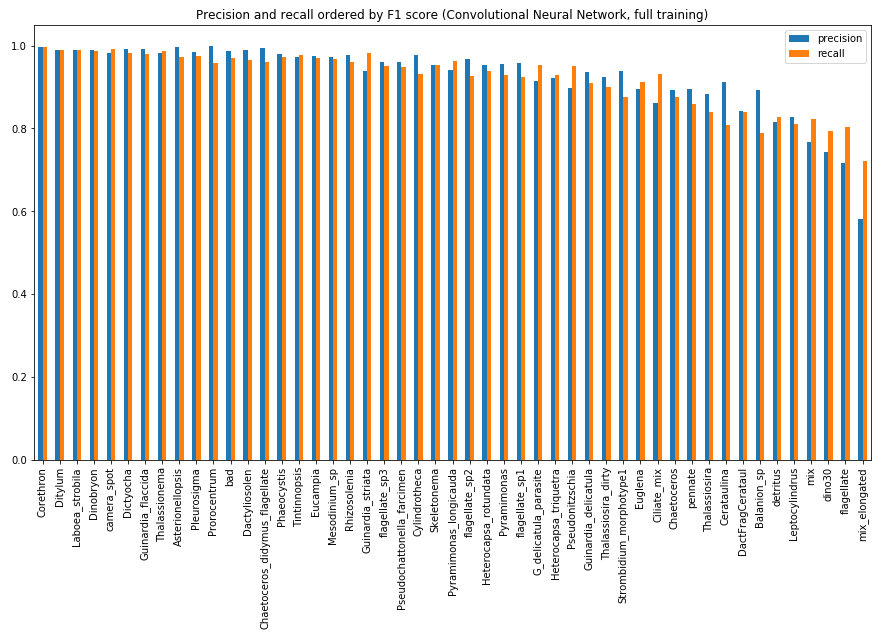 Precision and recall ordered by F1 score (Convolutional Neural Network, full training)
precision
recall
1.0
0.8
0.6
0.4
0.2
0.0
Corethron
Ditylum
Laboea_strobila
Dinobryon
camera_spot
Dictyocha
Guinardia_flaccida
Thalassionema
Asterionellopsis
Pleurosigma
Prorocentrum
bad
Dactyliosolen
Chaetoceros_didymus_flagellate
Phaeocystis
Tintinnopsis
Eucampia
Mesodinium_sp
Rhizosolenia
Guinardia_striata
flagellate_sp3
Pseudochattonella_farcimen
Cylindrotheca
Skeletonema
Pyramimonas_longicauda
flagellate_sp2
Heterocapsa_rotundata
Pyramimonas
flagellate_sp1
G_delicatula_parasite
Heterocapsa_triquetra
Pseudonitzschia
Guinardia_delicatula
Thalassiosira_dirty
Strombidium_morphotype1
Euglena
Ciliate_mix
Chaetoceros
pennate
Thalassiosira
Cerataulina
DactFragCerataul
Balanion_sp
detritus
Leptocylindrus
mix
dino30
flagellate
mix_elongated